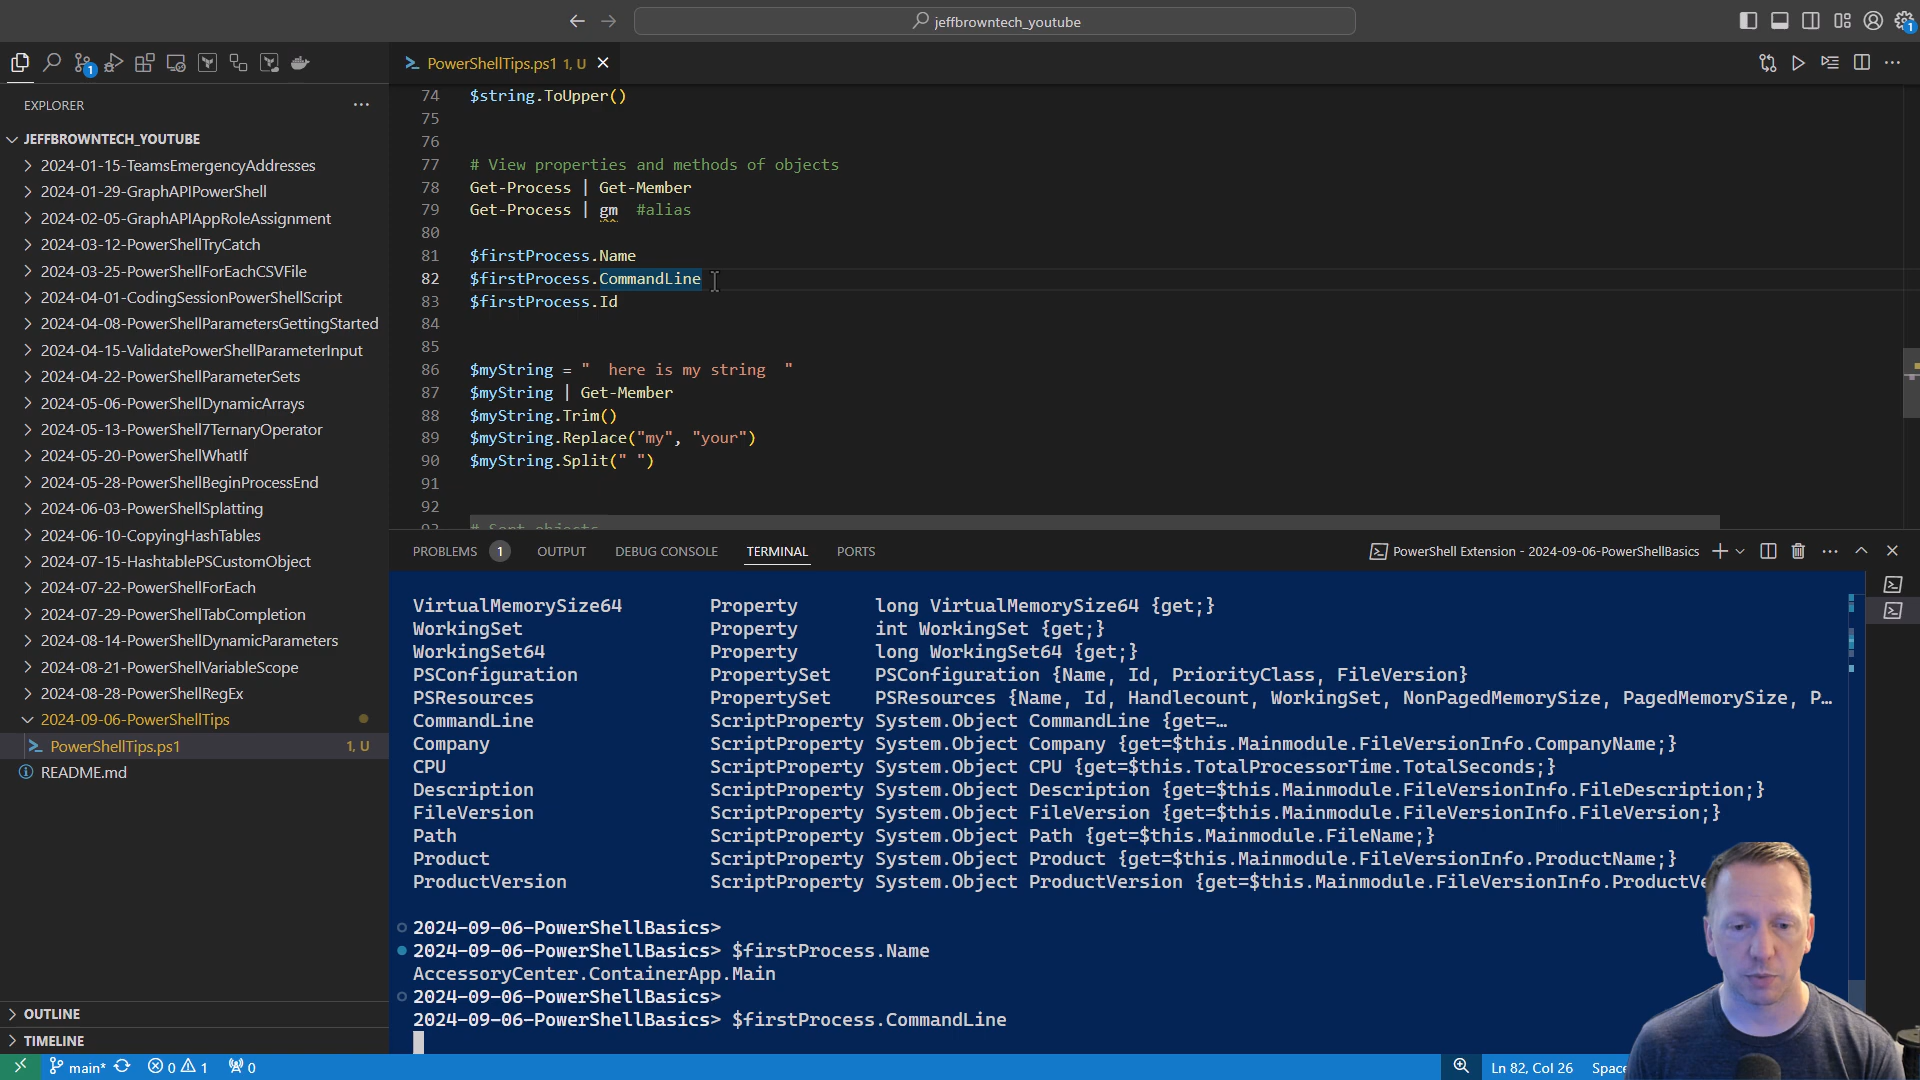 jeffbrowntech_youtube
1
1
PowerShellTips.ps1 1, U
EXPLORER
JEFFBROWNTECH_YOUTUBE
2024-01-15-TeamsEmergencyAddresses
2024-01-29-GraphAPIPowerShell
2024-02-05-GraphAPIAppRoleAssignment
2024-03-12-PowerShellTryCatch
2024-03-25-PowerShellForEachCSVFile
2024-04-01-CodingSessionPowerShellScript
2024-04-08-PowerShellParametersGettingStarted
2024-04-15-ValidatePowerShellParameterInput
2024-04-22-PowerShellParameterSets
2024-05-06-PowerShellDynamicArrays
2024-05-13-PowerShell7TernaryOperator
2024-05-20-PowerShellWhatIf
2024-05-28-PowerShellBeginProcessEnd
2024-06-03-PowerShellSplatting
2024-06-10-CopyingHashTables
2024-07-15-HashtablePSCustomObject
2024-07-22-PowerShellForEach
2024-07-29-PowerShellTabCompletion
2024-08-14-PowerShellDynamicParameters
2024-08-21-PowerShellVariableScope
2024-08-28-PowerShellRegEx
2024-09-06-PowerShellTips
PowerShellTips.ps1 1, U
README.md
OUTLINE
TIMELINE
74 $string.ToUpper()
75
76
77 # View properties and methods of objects
78 Get-Process | Get-Member
79 Get-Process | gm  #alias
80
81 $firstProcess.Name
82 $firstProcess.CommandLine
83 $firstProcess.Id
84
85
86 $myString = "  here is my string  "
87 $myString | Get-Member
88 $myString.Trim()
89 $myString.Replace("my", "your")
90 $myString.Split(" ")
91
92
93 # Sort objects
PROBLEMS 1 OUTPUT DEBUG CONSOLE TERMINAL PORTS PowerShell Extension - 2024-09-06-PowerShellBasics
VirtualMemorySize64 Property long VirtualMemorySize64 {get;}
WorkingSet Property int WorkingSet {get;}
WorkingSet64 Property long WorkingSet64 {get;}
PSConfiguration PropertySet PSConfiguration {Name, Id, PriorityClass, FileVersion}
PSResources PropertySet PSResources {Name, Id, Handlecount, WorkingSet, NonPagedMemorySize, PagedMemorySize, P…
CommandLine ScriptProperty System.Object CommandLine {get=…
Company ScriptProperty System.Object Company {get=$this.Mainmodule.FileVersionInfo.CompanyName;}
CPU ScriptProperty System.Object CPU {get=$this.TotalProcessorTime.TotalSeconds;}
Description ScriptProperty System.Object Description {get=$this.Mainmodule.FileVersionInfo.FileDescription;}
FileVersion ScriptProperty System.Object FileVersion {get=$this.Mainmodule.FileVersionInfo.FileVersion;}
Path ScriptProperty System.Object Path {get=$this.Mainmodule.FileName;}
Product ScriptProperty System.Object Product {get=$this.Mainmodule.FileVersionInfo.ProductName;}
ProductVersion ScriptProperty System.Object ProductVersion {get=$this.Mainmodule.FileVersionInfo.ProductVe
2024-09-06-PowerShellBasics>
2024-09-06-PowerShellBasics> $firstProcess.Name
AccessoryCenter.ContainerApp.Main
2024-09-06-PowerShellBasics>
2024-09-06-PowerShellBasics> $firstProcess.CommandLine
main* 0 1 0 Ln 82, Col 26 Space